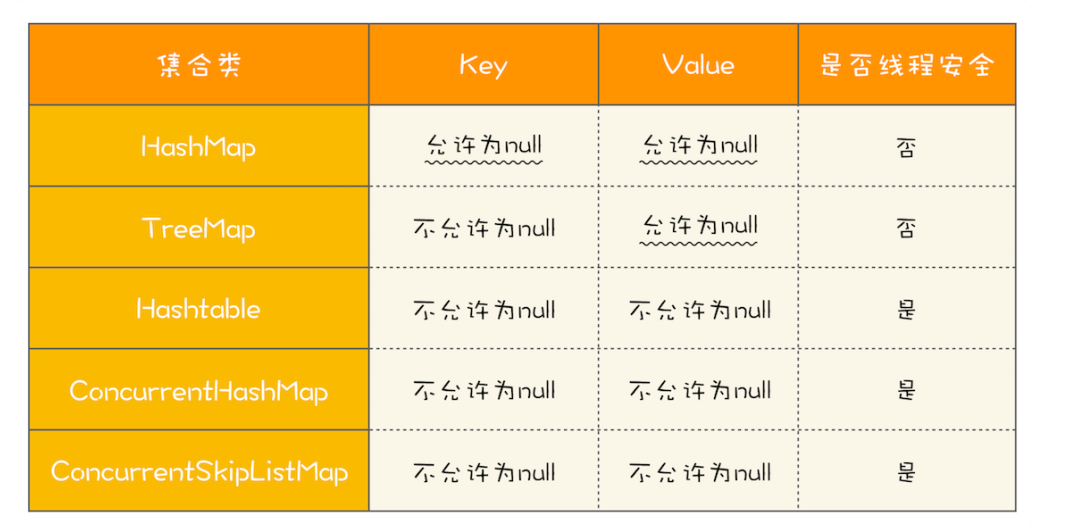 集合类 Key Value 是否线程安全
HashMap 允许为null 允许为null 否
TreeMap 不允许为null 允许为null 否
Hashtable 不允许为null 不允许为null 是
ConcurrentHashMap 不允许为null 不允许为null 是
ConcurrentSkipListMap 不允许为null 不允许为null 是